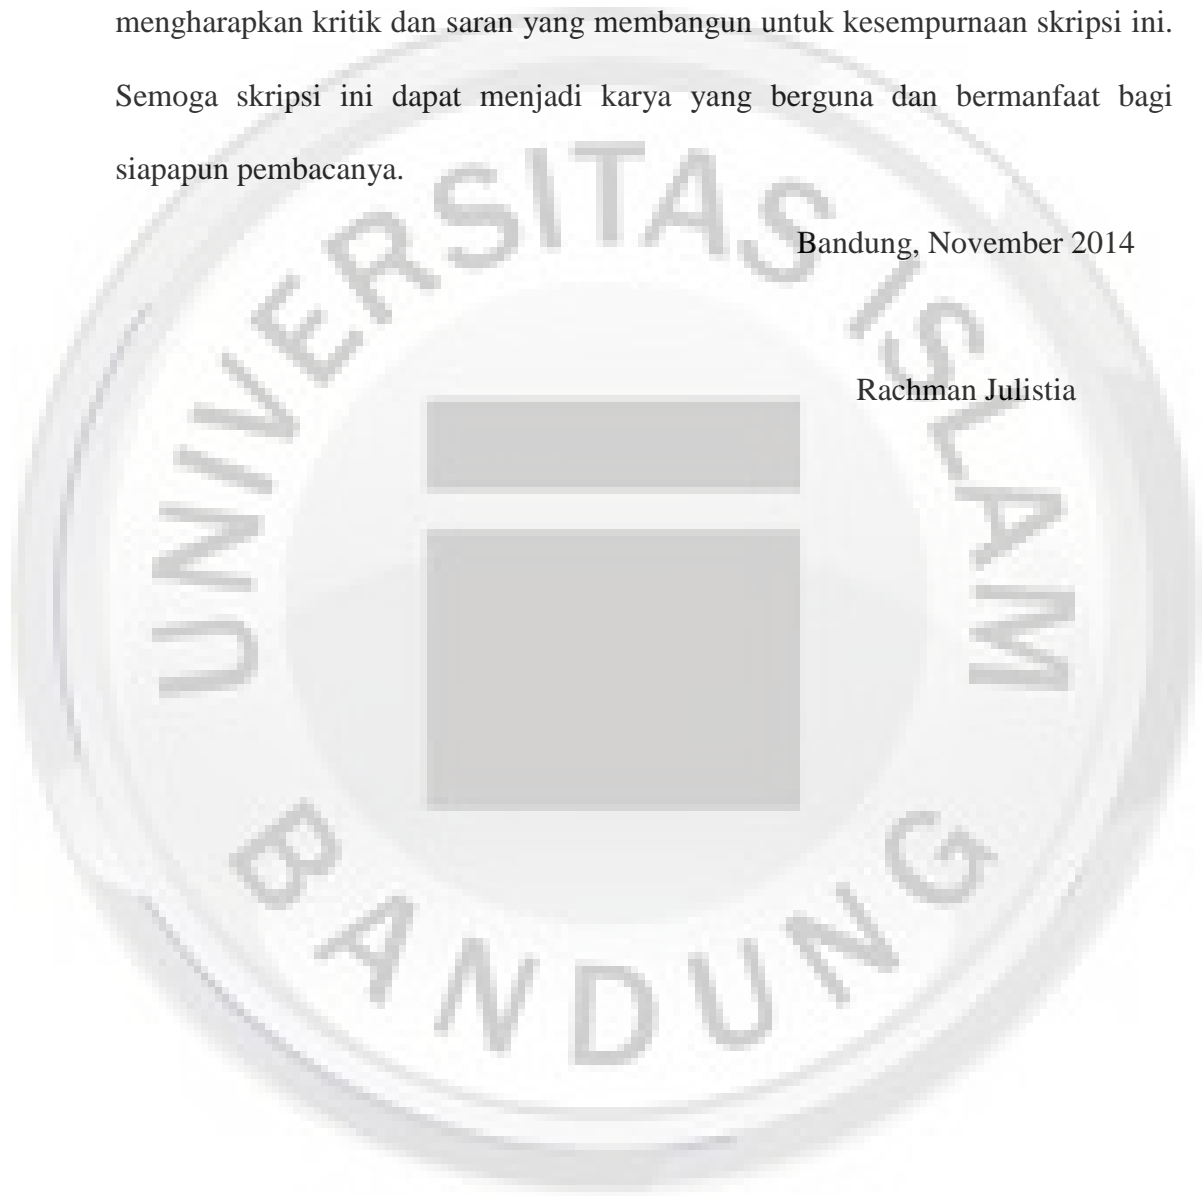 mengharapkan kritik dan saran yang membangun untuk kesempurnaan skripsi ini.
Semoga skripsi ini dapat menjadi karya yang berguna dan bermanfaat bagi
siapapun pembacanya.
Bandung, November 2014
Rachman Julistia
UNIVERSITAS ISLAM
BANDUNG